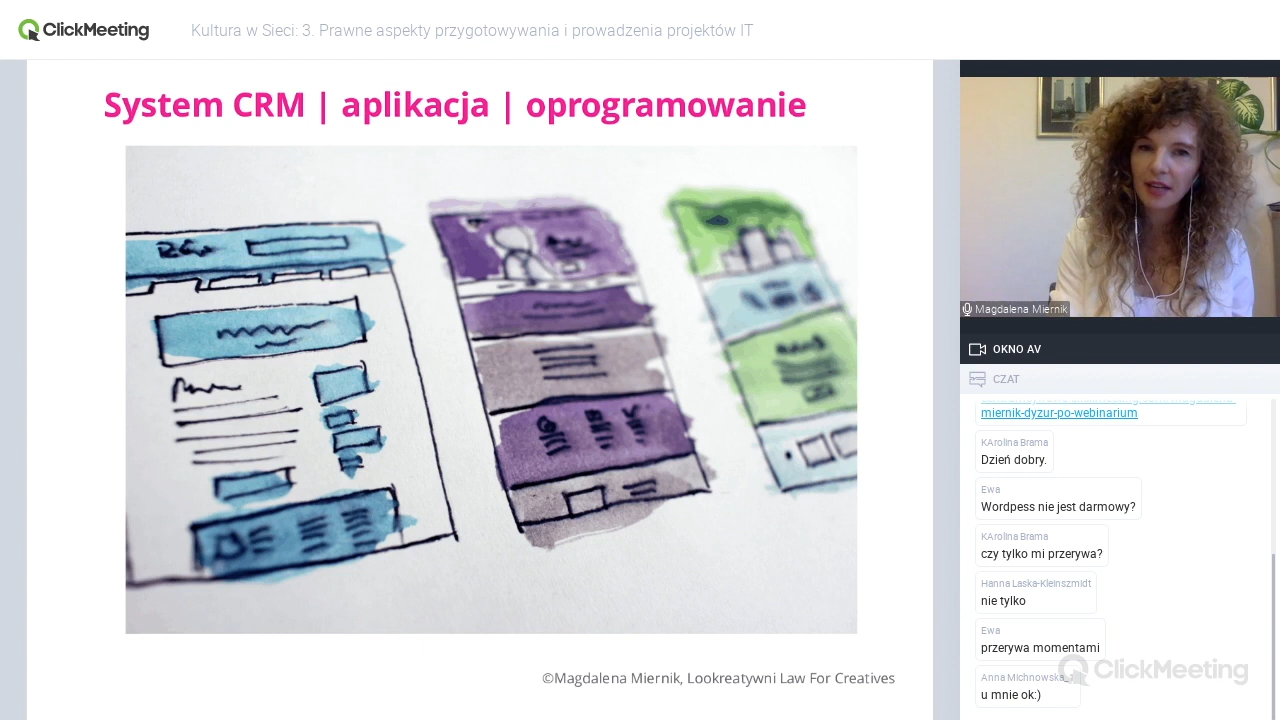 ClickMeeting
Kultura w Sieci: 3. Prawne aspekty przygotowywania i prowadzenia projektów IT
System CRM | aplikacja | oprogramowanie
©Magdalena Miernik, Lookreatywni Law For Creatives
Magdalena Miernik
OKNO AV
CZAT
miernik-dyzur-po-webinarium
KArolina Brama
Dzień dobry.
Ewa
Wordpess nie jest darmowy?
KArolina Brama
czy tylko mi przerywa?
Hanna Laska-Kleinszmidt
nie tylko
Ewa
przerywa momentami
Anna Michnowska_
u mnie ok:)
ClickMeeting